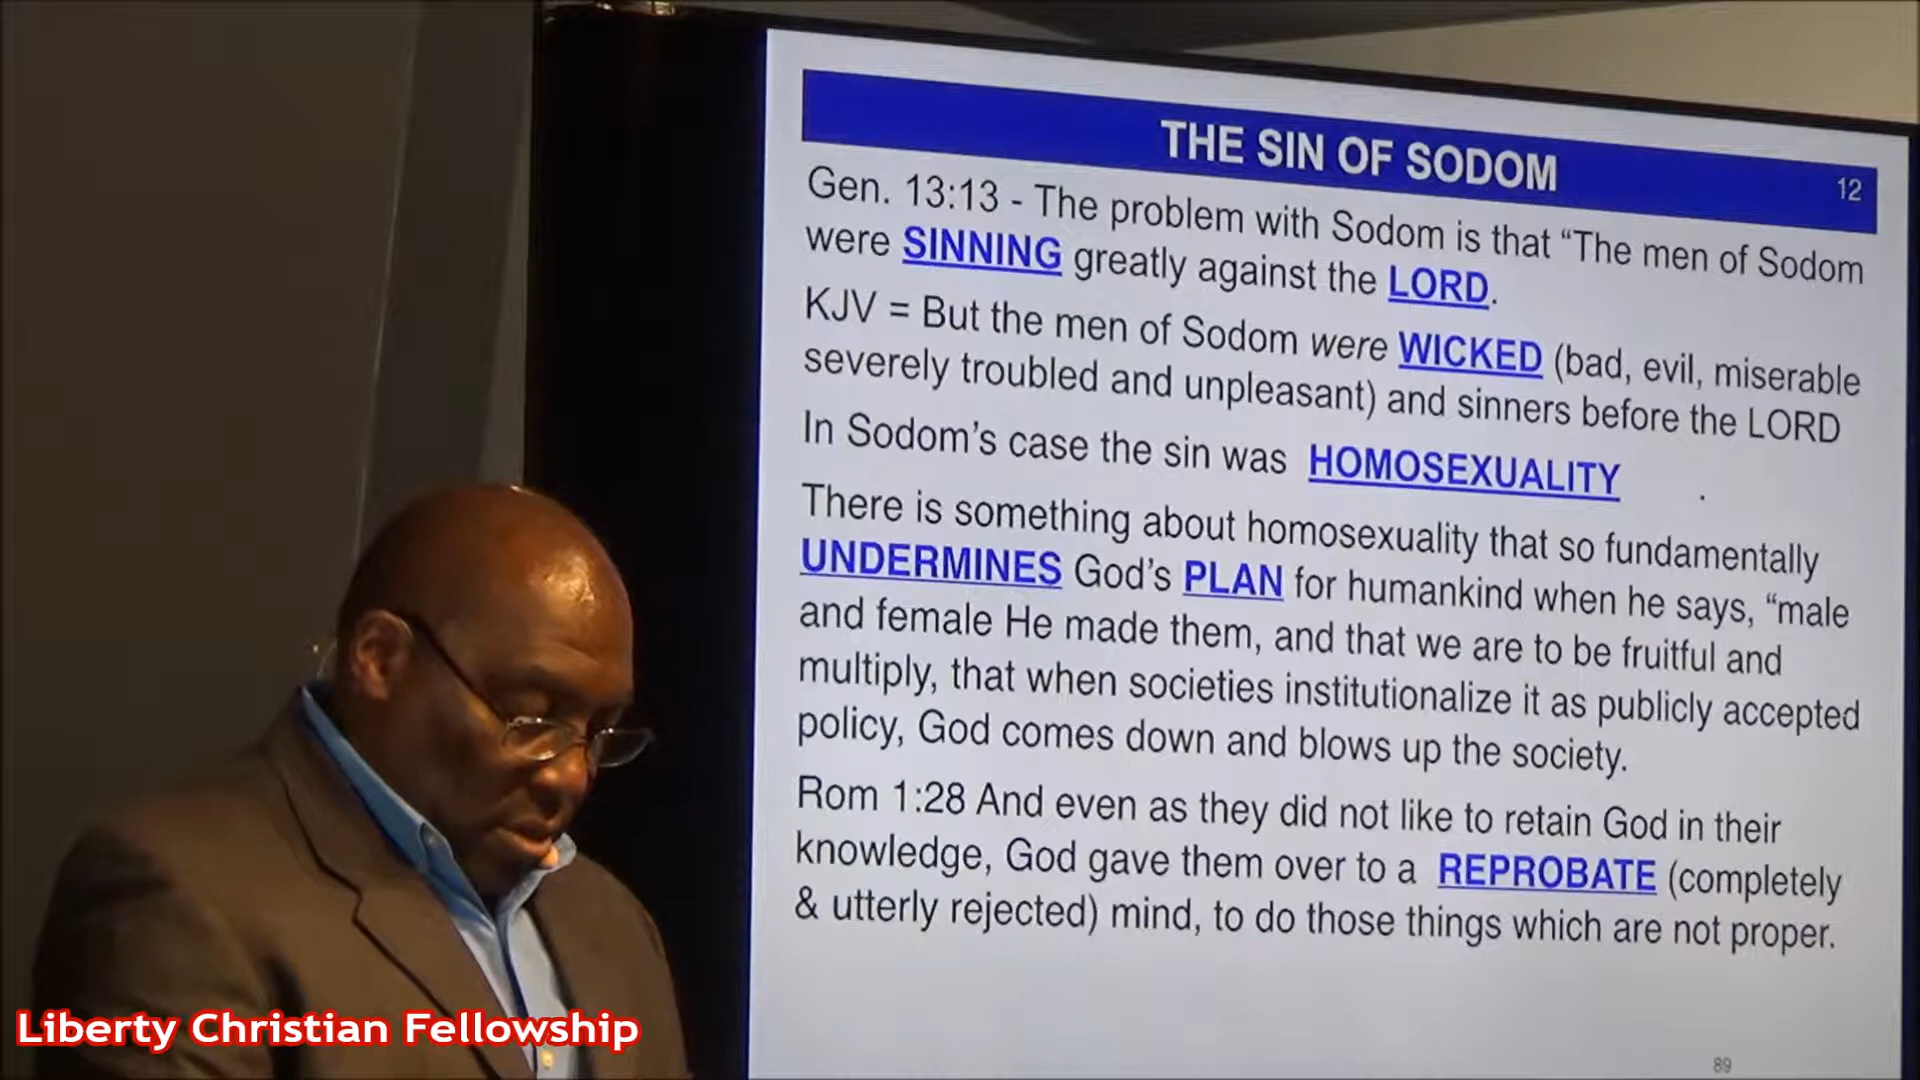 THE SIN OF SODOM
12
Gen. 13:13 - The problem with Sodom is that “The men of Sodom
were SINNING greatly against the LORD.
KJV = But the men of Sodom were WICKED (bad, evil, miserable
severely troubled and unpleasant) and sinners before the LORD
In Sodom’s case the sin was HOMOSEXUALITY .
There is something about homosexuality that so fundamentally
UNDERMINES God’s PLAN for humankind when he says, “male
and female He made them, and that we are to be fruitful and
multiply, that when societies institutionalize it as publicly accepted
policy, God comes down and blows up the society.
Rom 1:28 And even as they did not like to retain God in their
knowledge, God gave them over to a REPROBATE (completely
& utterly rejected) mind, to do those things which are not proper.
89
Liberty Christian Fellowship